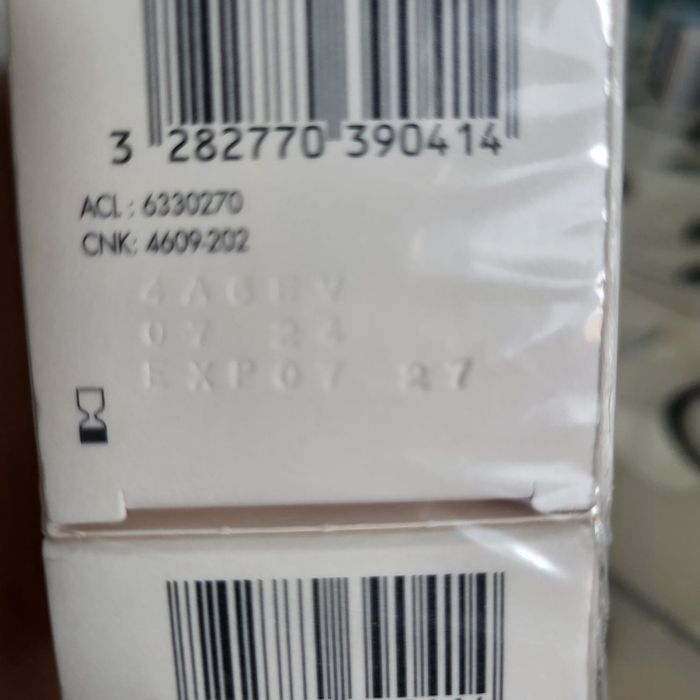 3 282770 390414
ACL : 6330270
CNK: 4609-202
07 24
EXP07 27